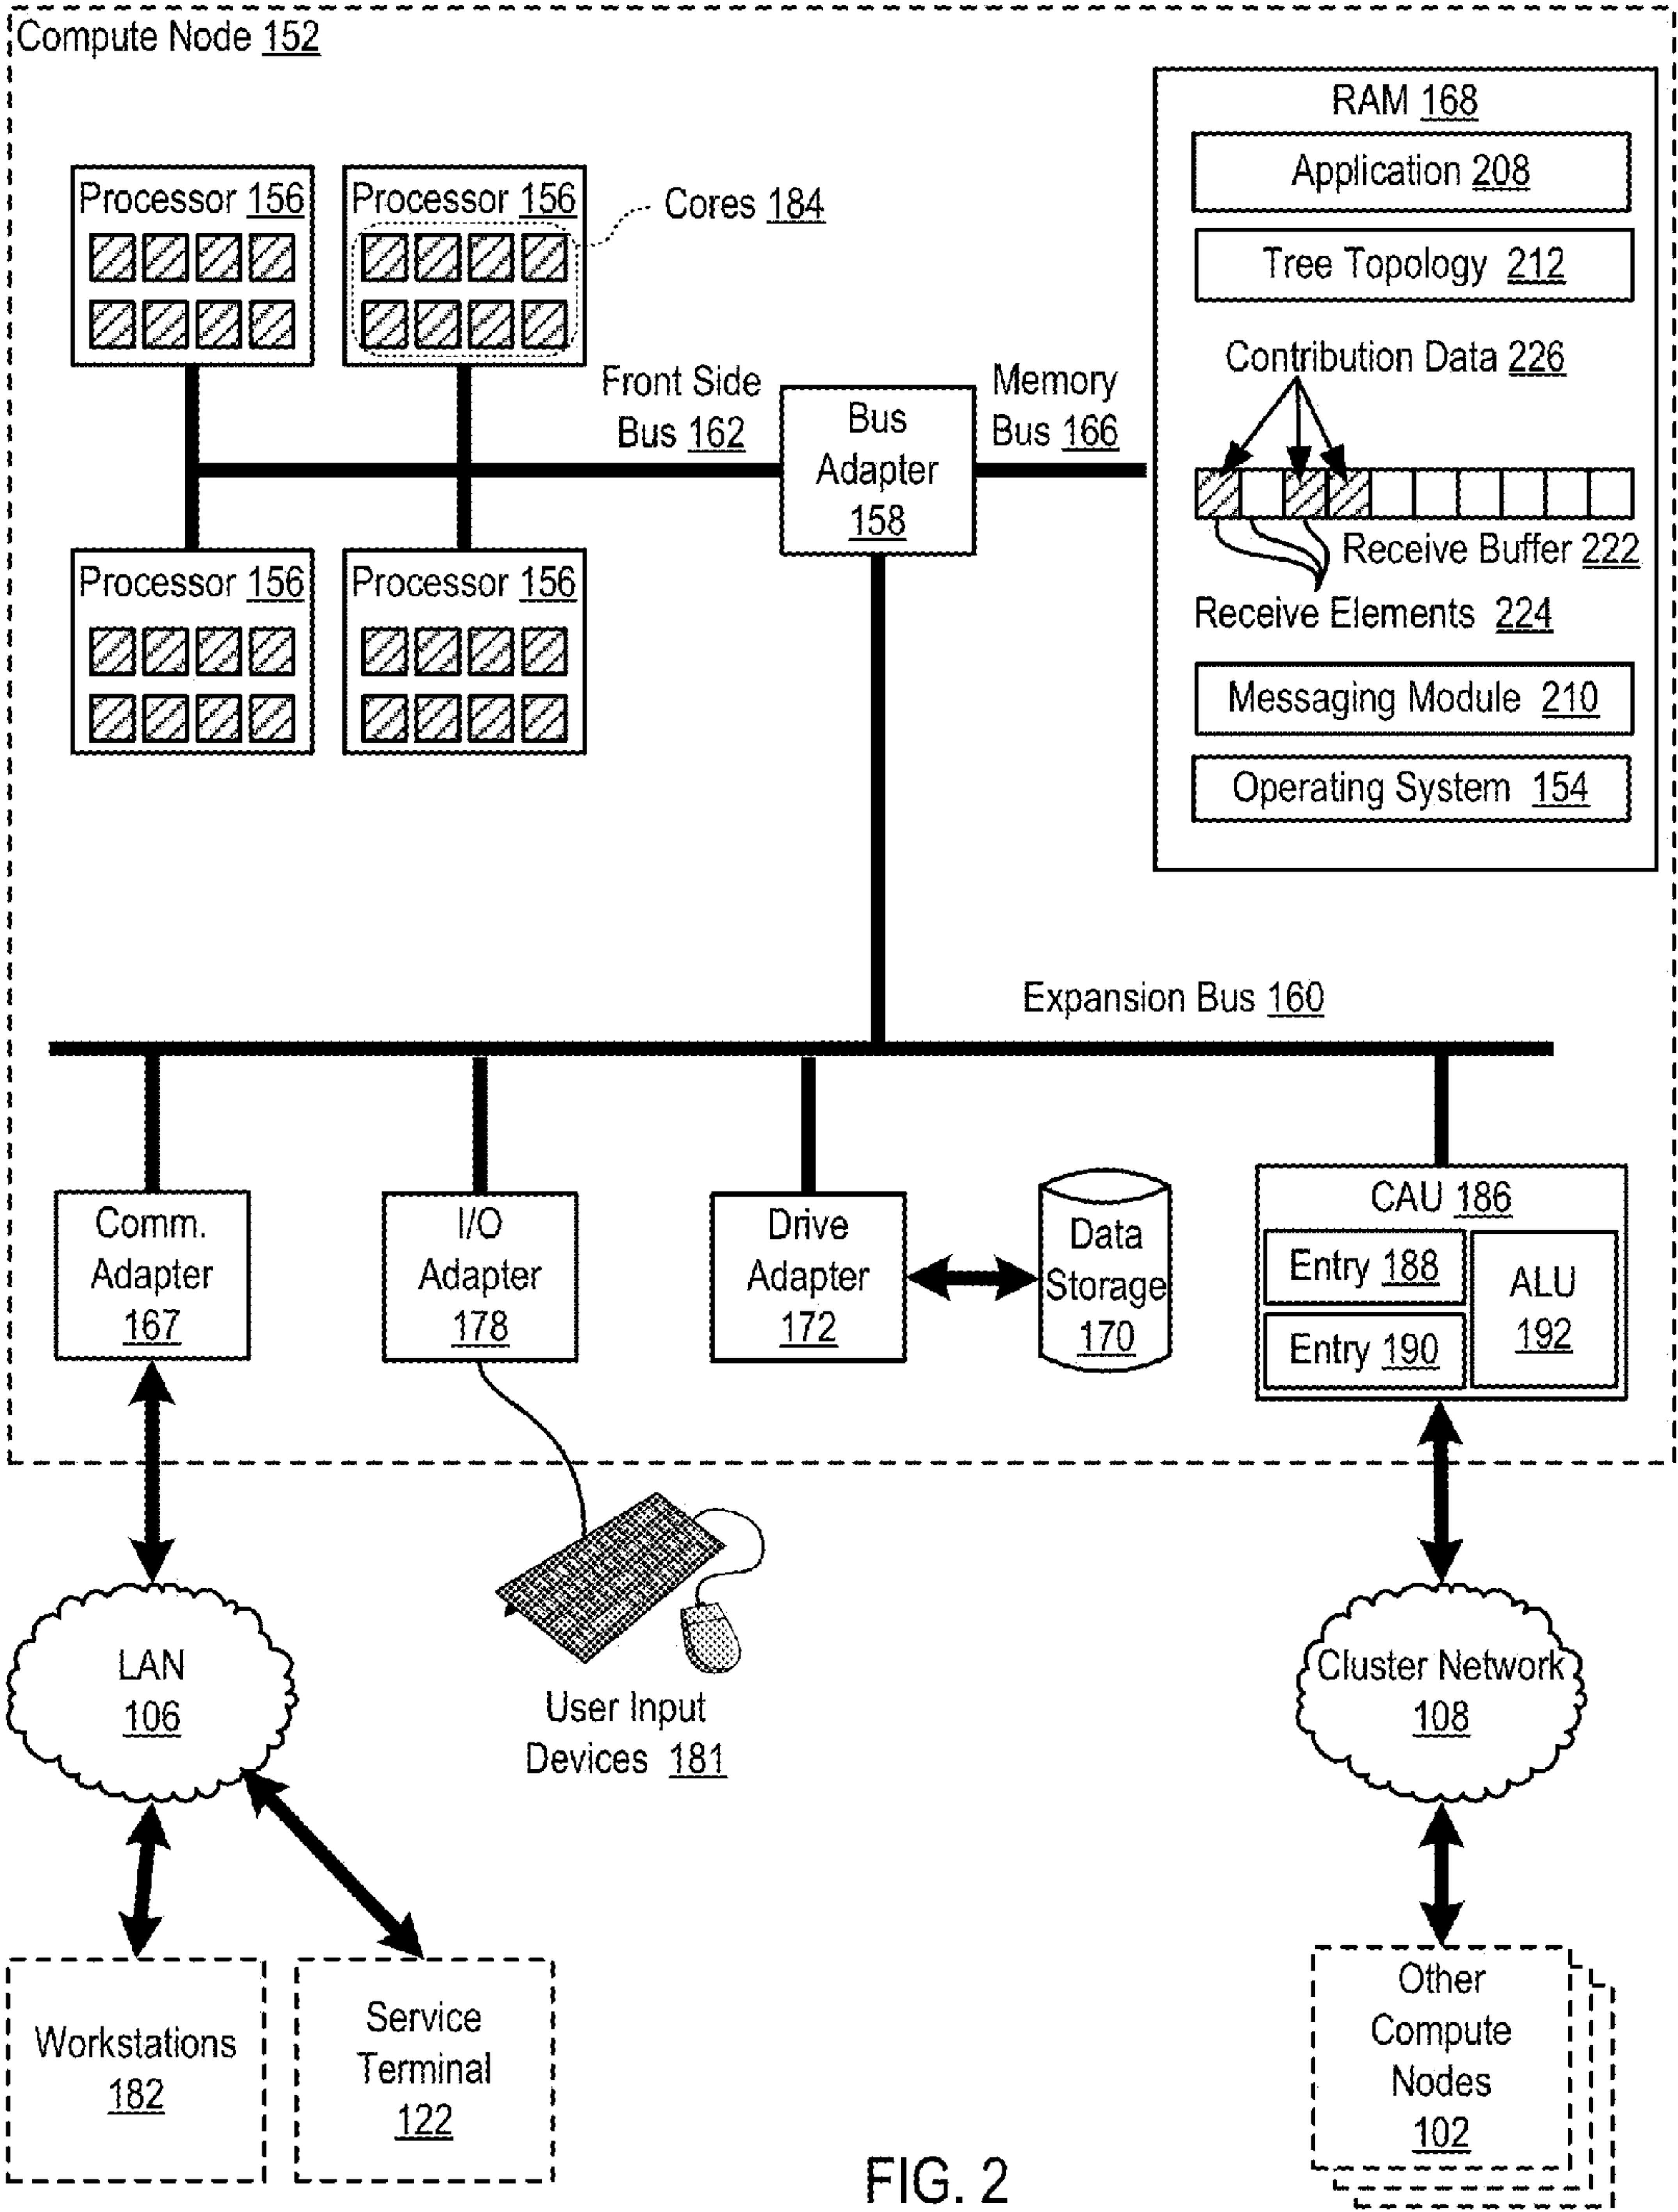 Compute Node 152
RAM 168
Application 208
Tree Topology 212
Contribution Data 226
Receive Buffer 222
Receive Elements 224
Messaging Module 210
Operating System 154
Processor 156
Processor 156
Cores 184
Front Side
Bus 162
Bus
Adapter
158
Memory
Bus 166
Processor 156
Processor 156
Expansion Bus 160
Comm.
Adapter
167
I/O
Adapter
178
Drive
Adapter
172
Data
Storage
170
CAU 186
Entry 188
Entry 190
ALU
192
LAN
106
User Input
Devices 181
Cluster Network
108
Workstations
182
Service
Terminal
122
Other
Compute
Nodes
102
FIG. 2